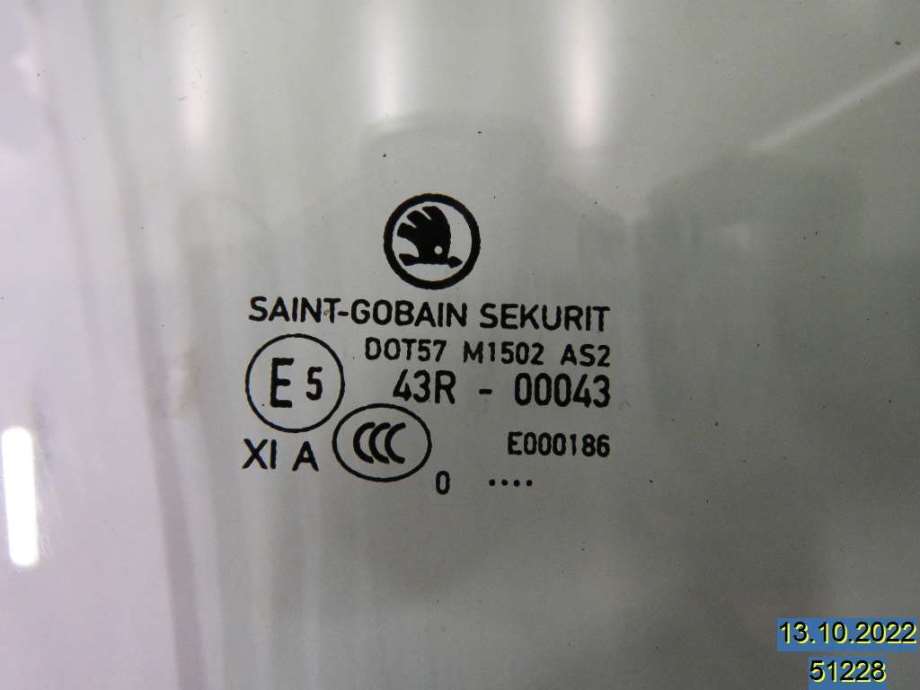 SAINT-GOBAIN SEKURIT
DOT57 M1502 AS2
E5 43R - 00043
XI A CCC E000186
0 ....
13.10.2022
51228